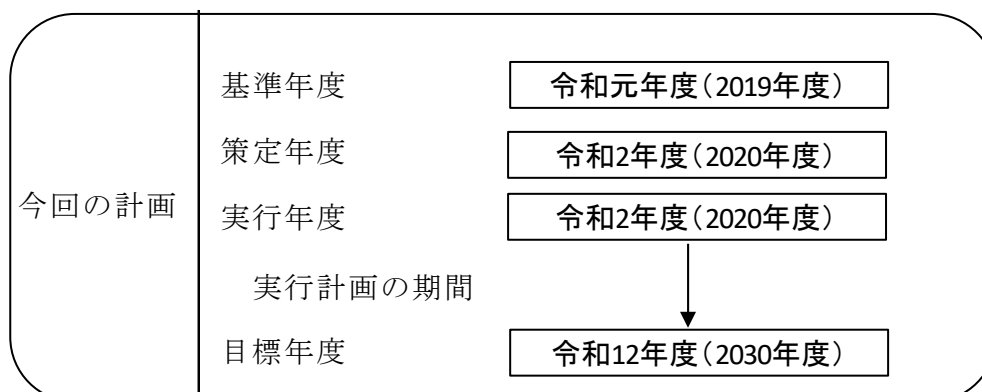 基準年度 令和元年度(2019年度)
策定年度 令和2年度(2020年度)
今回の計画 実行年度 令和2年度(2020年度)
実行計画の期間
目標年度 令和12年度(2030年度)